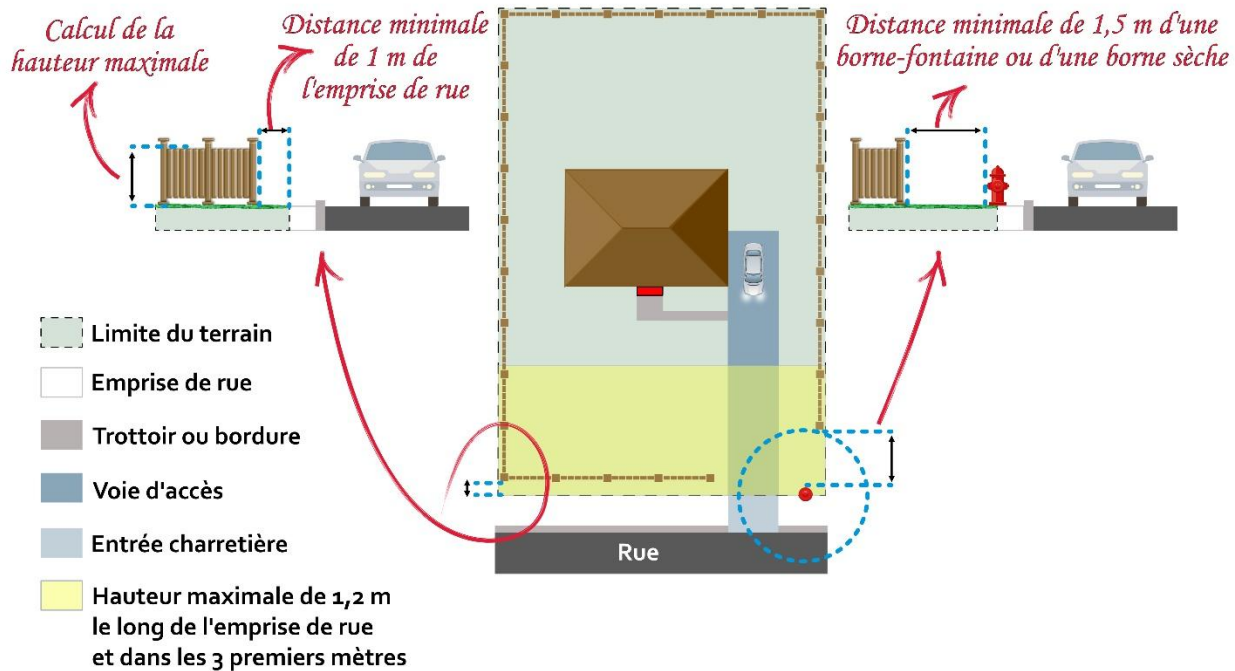 Calcul de la
hauteur maximale
Distance minimale
de 1 m de
l'emprise de rue
Distance minimale de 1,5 m d'une
borne-fontaine ou d'une borne sèche
Limite du terrain
Emprise de rue
Trottoir ou bordure
Voie d'accès
Entrée charretière
Hauteur maximale de 1,2 m
le long de l'emprise de rue
et dans les 3 premiers mètres
Rue